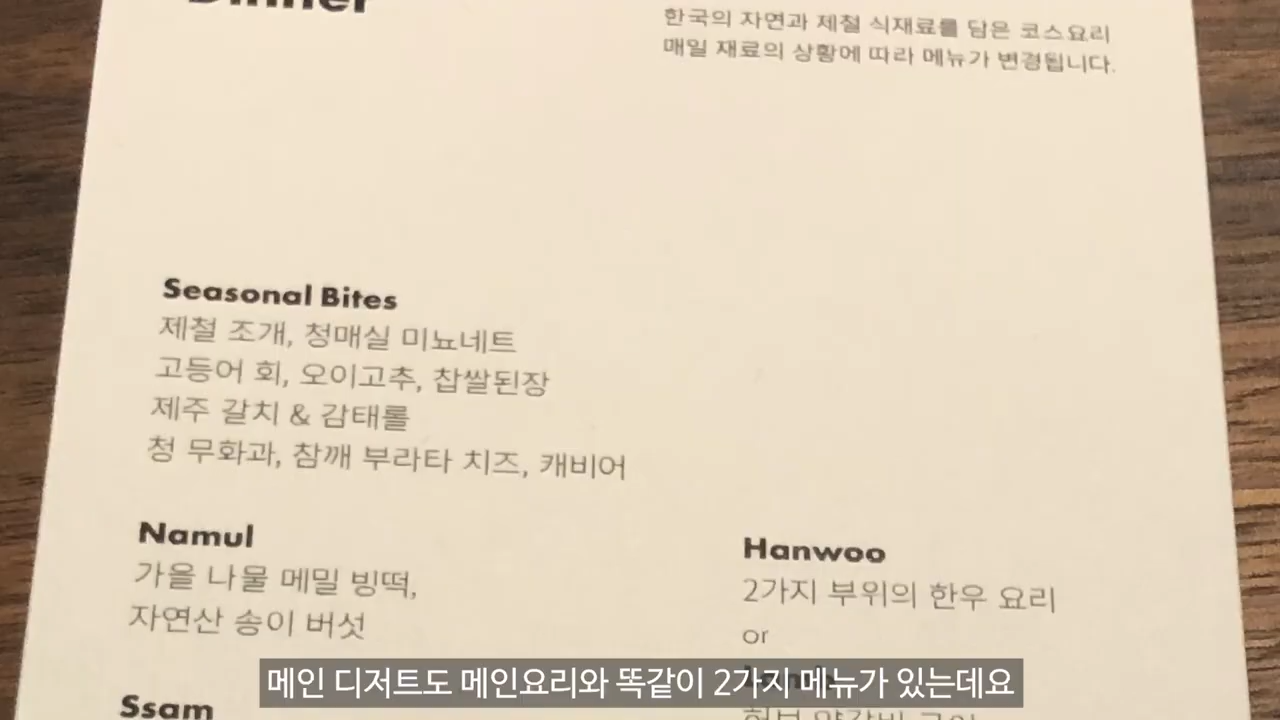 Dinner
한국의 자연과 제철 식재료를 담은 코스요리
매일 재료의 상황에 따라 메뉴가 변경됩니다.
Seasonal Bites
제철 조개, 청매실 미뇨네트
고등어 회, 오이고추, 찹쌀된장
제주 갈치 & 감태롤
청 무화과, 참깨 부라타 치즈, 캐비어
Namul
가을 나물 메밀 빙떡,
자연산 송이 버섯
Ssam
Hanwoo
2가지 부위의 한우 요리
or
메인 디저트도 메인요리와 똑같이 2가지 메뉴가 있는데요